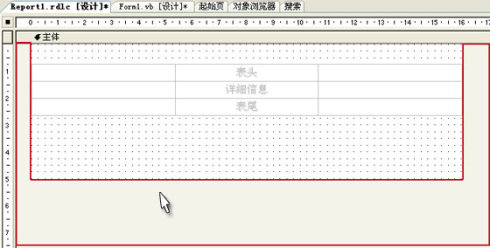 Report1.rdlc [设计]* Form1.vb [设计]* 起始页 对象浏览器 搜索
0 1 2 3 4 5 6 7 8 9 10 11 12 13 14 15 16 17
主体
1
表头
详细信息
2
表尾
3
4
5
6
7